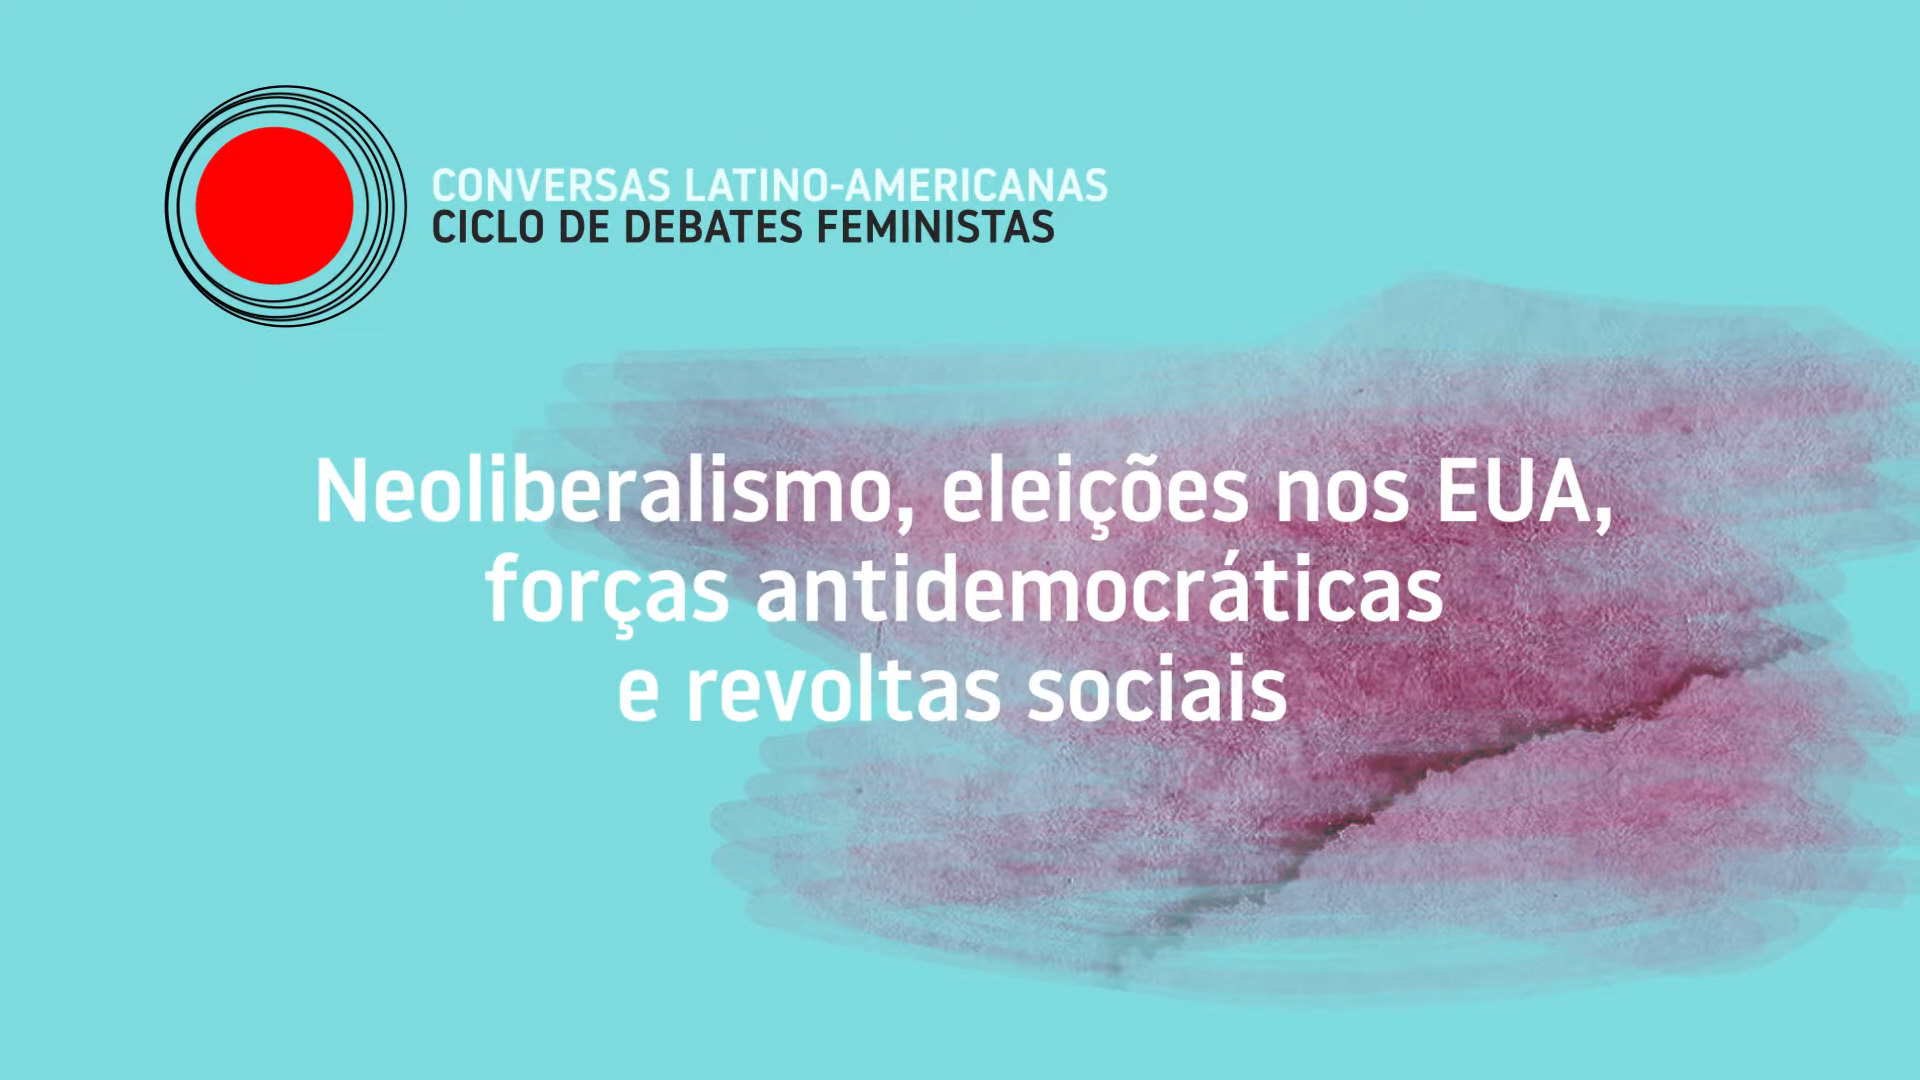 CONVERSAS LATINO-AMERICANAS
CICLO DE DEBATES FEMINISTAS
Neoliberalismo, eleições nos EUA,
forças antidemocráticas
e revoltas sociais